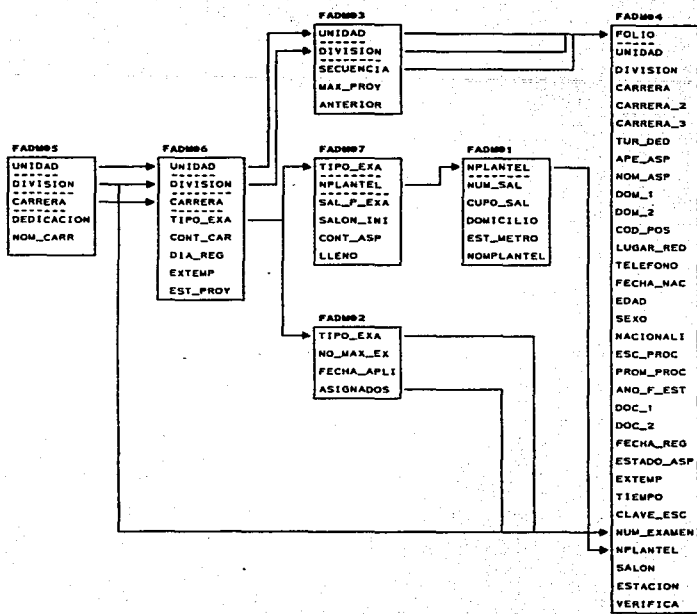 FADM05
UNIDAD
DIVISION
CARRERA
DEDICACION
NOM_CARR
FADM06
UNIDAD
DIVISION
CARRERA
TIPO_EXA
CONT_CAR
DIA_REG
EXTEMP
EST_PROY
FADM03
UNIDAD
DIVISION
SECUENCIA
MAX_PROY
ANTERIOR
FADM07
TIPO_EXA
NPLANTEL
SAL_P_EXA
SALON_INI
CONT_ASP
LLENO
FADM02
TIPO_EXA
NO_MAX_EX
FECHA_APLI
ASIGNADOS
FADM01
NPLANTEL
NUM_SAL
CUPO_SAL
DOMICILIO
EST_METRO
NOMPLANTEL
FADM04
FOLIO
UNIDAD
DIVISION
CARRERA
CARRERA_2
CARRERA_3
TUR_DED
APE_ASP
NOM_ASP
DOM_1
DOM_2
COD_POS
LUGAR_RED
TELEFONO
FECHA_NAC
EDAD
SEXO
NACIONALI
ESC_PROC
PROM_PROC
ANO_F_EST
DOC_1
DOC_2
FECHA_REG
ESTADO_ASP
EXTEMP
TIEMPO
CLAVE_ESC
NUM_EXAMEN
NPLANTEL
SALON
ESTACION
VERIFICA